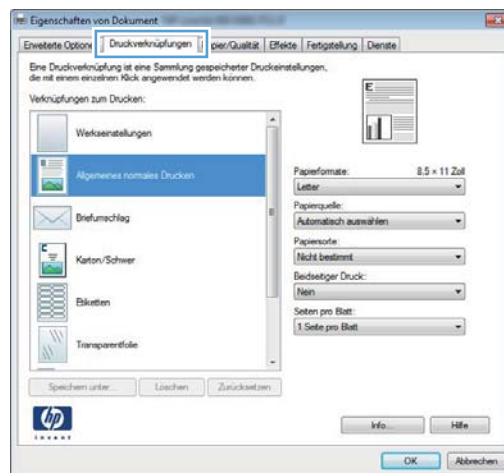 Eigenschaften von Dokument
Erweiterte Optionen Druckverknüpfungen Papier/Qualität Effekte Fertigstellung Dienste
Eine Druckverknüpfung ist eine Sammlung gespeicherter Druckeinstellungen,
die mit einem einzelnen Klick angewendet werden können.
Verknüpfungen zum Drucken:
Werkseinstellungen
Allgemeines normales Drucken
Briefumschlag
Karton/Schwer
Etiketten
Transparentfolie
Speichern unter... Löschen Zurücksetzen
E
Papierformate: 8,5 × 11 Zoll
Letter
Papierquelle:
Automatisch auswählen
Papiersorte:
Nicht bestimmt
Beidseitiger Druck:
Nein
Seiten pro Blatt:
1 Seite pro Blatt
hp
invent
Info... Hilfe
OK Abbrechen